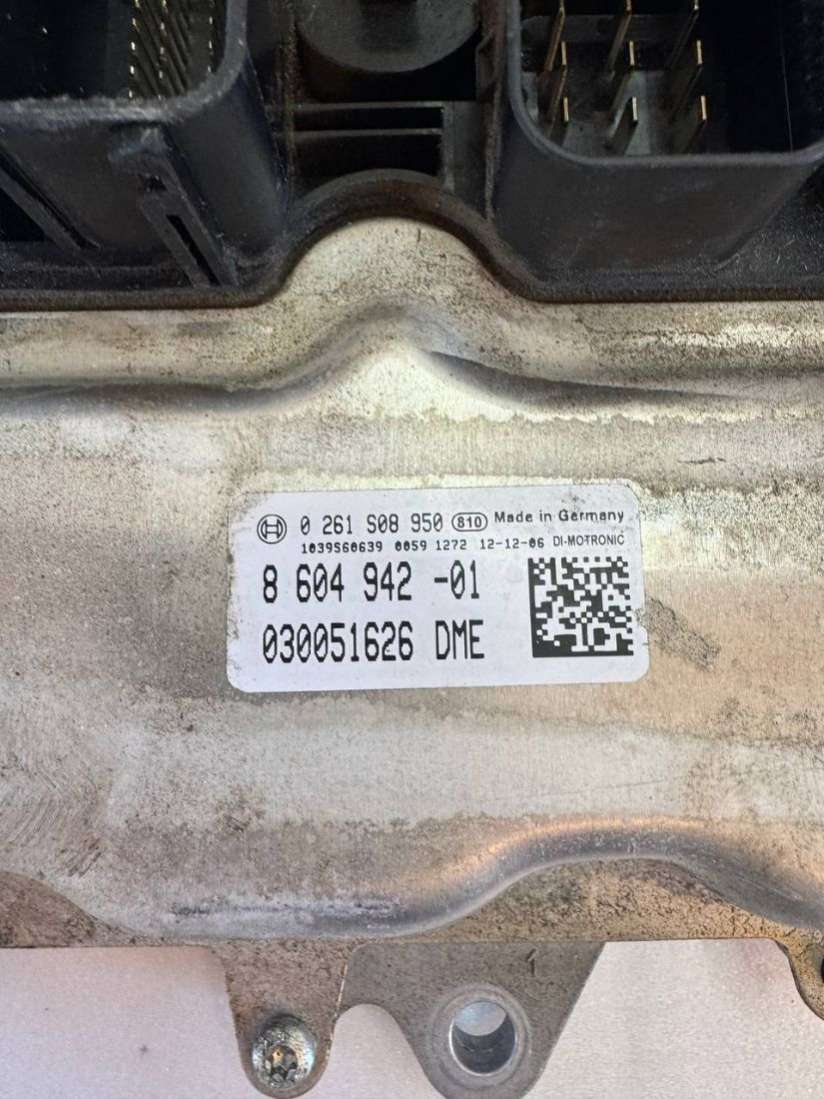 0 261 S08 950 810 Made in Germany
1039S60639 0059 1272 12-12-06 DI-MOTRONIC
8 604 942 -01
030051626 DME
1